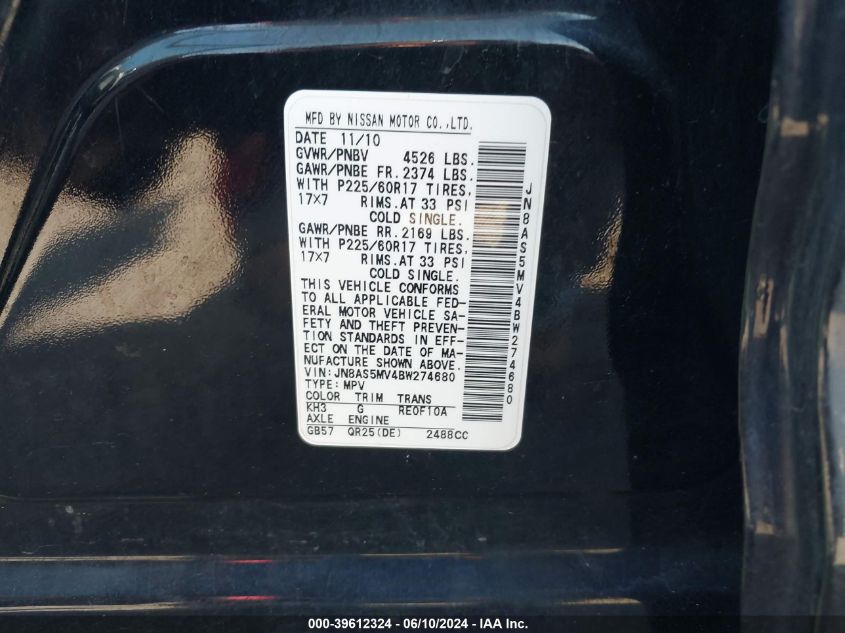 MFD BY NISSAN MOTOR CO.,LTD.
DATE 11/10
GVWR/PNBV 4526 LBS.
GAWR/PNBE FR. 2374 LBS.
WITH P225/60R17 TIRES,
17X7 RIMS.AT 33 PSI
COLD SINGLE.
GAWR/PNBE RR. 2169 LBS.
WITH P225/60R17 TIRES,
17X7 RIMS.AT 33 PSI
COLD SINGLE.
THIS VEHICLE CONFORMS
TO ALL APPLICABLE FED-
ERAL MOTOR VEHICLE SA-
FETY AND THEFT PREVEN-
TION STANDARDS IN EFF-
ECT ON THE DATE OF MA-
NUFACTURE SHOWN ABOVE.
VIN: JN8AS5MV4BW274680
TYPE: MPV
COLOR TRIM TRANS
KH3 G RE0F10A
AXLE ENGINE
GB57 QR25(DE) 2488CC
JN8AS5MV4BW274680
000-39612324 - 06/10/2024 - IAA Inc.